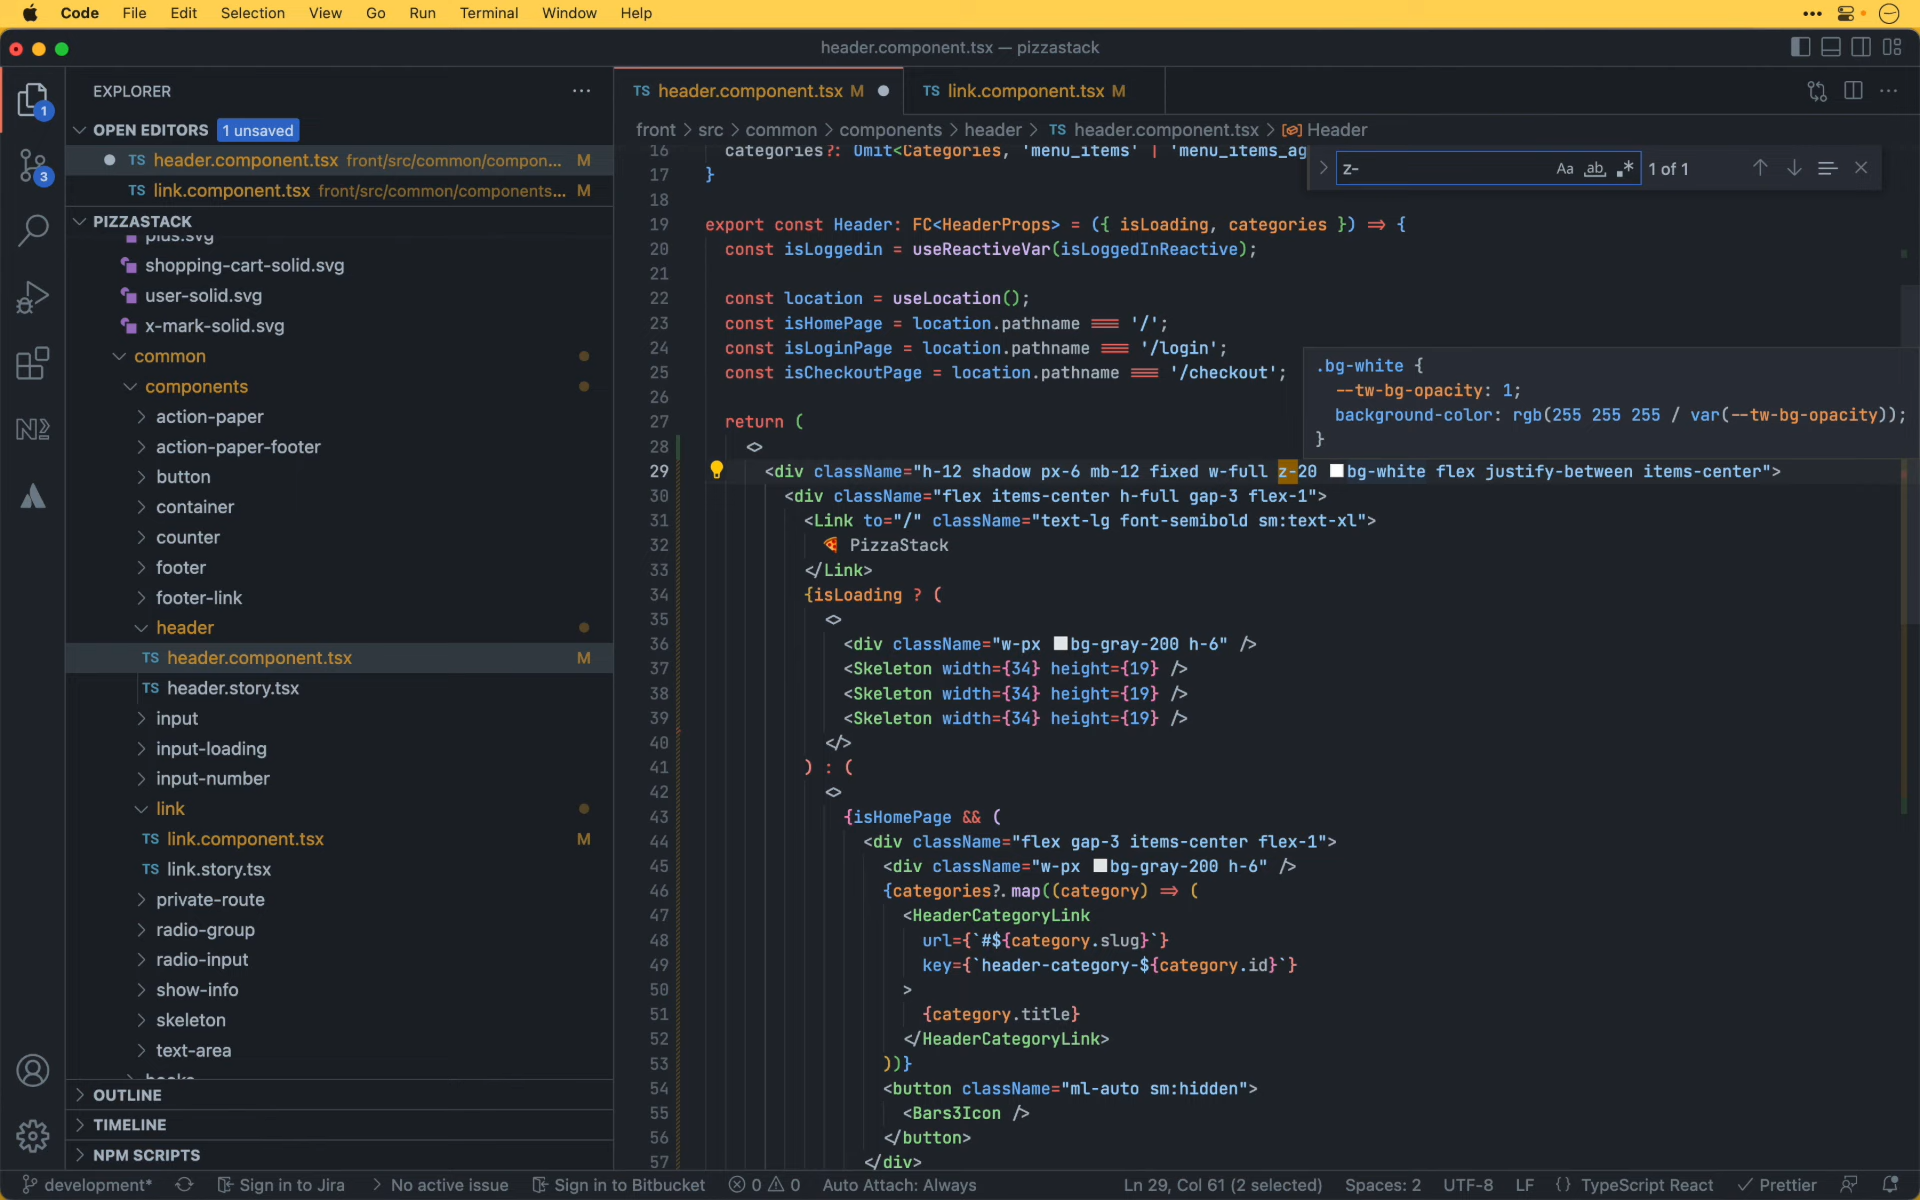 Code File Edit Selection View Go Run Terminal Window Help
header.component.tsx — pizzastack
EXPLORER
OPEN EDITORS 1 unsaved
TS header.component.tsx front/src/common/compon... M
TS link.component.tsx front/src/common/components... M
PIZZASTACK
plus.svg
shopping-cart-solid.svg
user-solid.svg
x-mark-solid.svg
common
components
action-paper
action-paper-footer
button
container
counter
footer
footer-link
header
TS header.component.tsx M
TS header.story.tsx
input
input-loading
input-number
link
TS link.component.tsx M
TS link.story.tsx
private-route
radio-group
radio-input
show-info
skeleton
text-area
OUTLINE
TIMELINE
NPM SCRIPTS
1
3
TS header.component.tsx M
TS link.component.tsx M
front > src > common > components > header > TS header.component.tsx > Header
z- Aa ab 1 of 1
16 categories?: Omit<Categories, 'menu_items' | 'menu_items_ag
17 }
18
19 export const Header: FC<HeaderProps> = ({ isLoading, categories }) => {
20 const isLoggedin = useReactiveVar(isLoggedInReactive);
21
22 const location = useLocation();
23 const isHomePage = location.pathname === '/';
24 const isLoginPage = location.pathname === '/login';
25 const isCheckoutPage = location.pathname === '/checkout';
26
27 return (
28 <>
29 <div className="h-12 shadow px-6 mb-12 fixed w-full z-20 bg-white flex justify-between items-center">
30 <div className="flex items-center h-full gap-3 flex-1">
31 <Link to="/" className="text-lg font-semibold sm:text-xl">
32 🍕 PizzaStack
33 </Link>
34 {isLoading ? (
35 <>
36 <div className="w-px bg-gray-200 h-6" />
37 <Skeleton width={34} height={19} />
38 <Skeleton width={34} height={19} />
39 <Skeleton width={34} height={19} />
40 </>
41 ) : (
42 <>
43 {isHomePage && (
44 <div className="flex gap-3 items-center flex-1">
45 <div className="w-px bg-gray-200 h-6" />
46 {categories?.map((category) => (
47 <HeaderCategoryLink
48 url={`#${category.slug}`}
49 key={`header-category-${category.id}`}
50 >
51 {category.title}
52 </HeaderCategoryLink>
53 ))}
54 <button className="ml-auto sm:hidden">
55 <Bars3Icon />
56 </button>
57 </div>
.bg-white {
--tw-bg-opacity: 1;
background-color: rgb(255 255 255 / var(--tw-bg-opacity));
}
development* Sign in to Jira No active issue Sign in to Bitbucket 0 0 Auto Attach: Always Ln 29, Col 61 (2 selected) Spaces: 2 UTF-8 LF {} TypeScript React Prettier